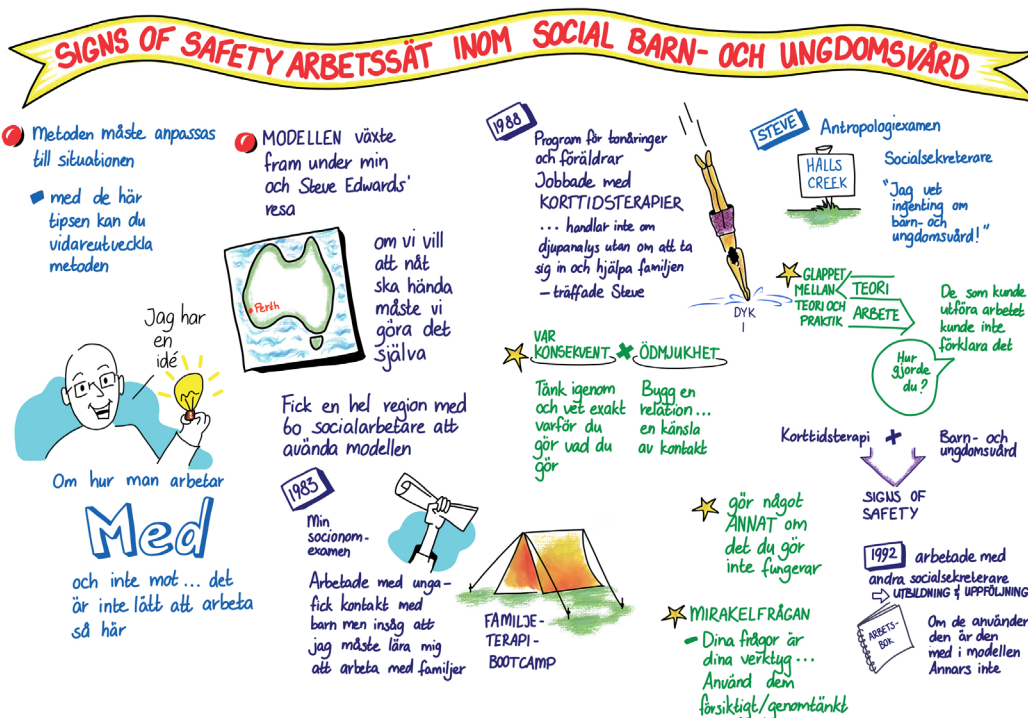 SIGNS OF SAFETY ARBETSSÄT INOM SOCIAL BARN- OCH UNGDOMSVÅRD
Metoden måste anpassas
till situationen
med de här
tipsen kan du
vidareutveckla
metoden
Jag har
en
idé
Om hur man arbetar
Med
och inte mot... det
är inte lätt att arbeta
så här
MODELLEN växte
fram under min
och Steve Edwards'
resa
Perth
om vi vill
att nåt
ska hända
måste vi
göra det
själva
Fick en hel region med
60 socialarbetare att
använda modellen
1983
Min
socionom-
examen
Arbetade med unga–
fick kontakt med
barn men insåg att
jag måste lära mig
att arbeta med familjer
FAMILJE-
TERAPI-
BOOTCAMP
1988
Program för tonåringar
och föräldrar
Jobbade med
KORTTIDSTERAPIER
... handlar inte om
djupanalys utan om att ta
sig in och hjälpa familjen
– träffade Steve
DYK
I
VAR
KONSEKVENT + ÖDMJUKHET
Tänk igenom
och vet exakt
varför du
gör vad du
gör
Bygg en
relation...
en känsla
av kontakt
STEVE
Antropologiexamen
HALLS
CREEK
Socialsekreterare
"Jag vet
ingenting om
barn- och
ungdomsvård!"
GLAPPET
MELLAN
TEORI OCH
PRAKTIK
TEORI
ARBETE
De som kunde
utföra arbetet
kunde inte
förklara det
Hur
gjorde
du?
Korttidsterapi + Barn- och
ungdomsvård
SIGNS OF
SAFETY
gör något
ANNAT om
det du gör
inte fungerar
MIRAKELFRÅGAN
– Dina frågor är
dina verktyg...
Använd dem
försiktigt/genomtänkt
1992 arbetade med
andra socialsekreterare
⇨ UTBILDNING & UPPFÖLJNING
ARBETS-
BOK
Om de använder
den är den
med i modellen
Annars inte